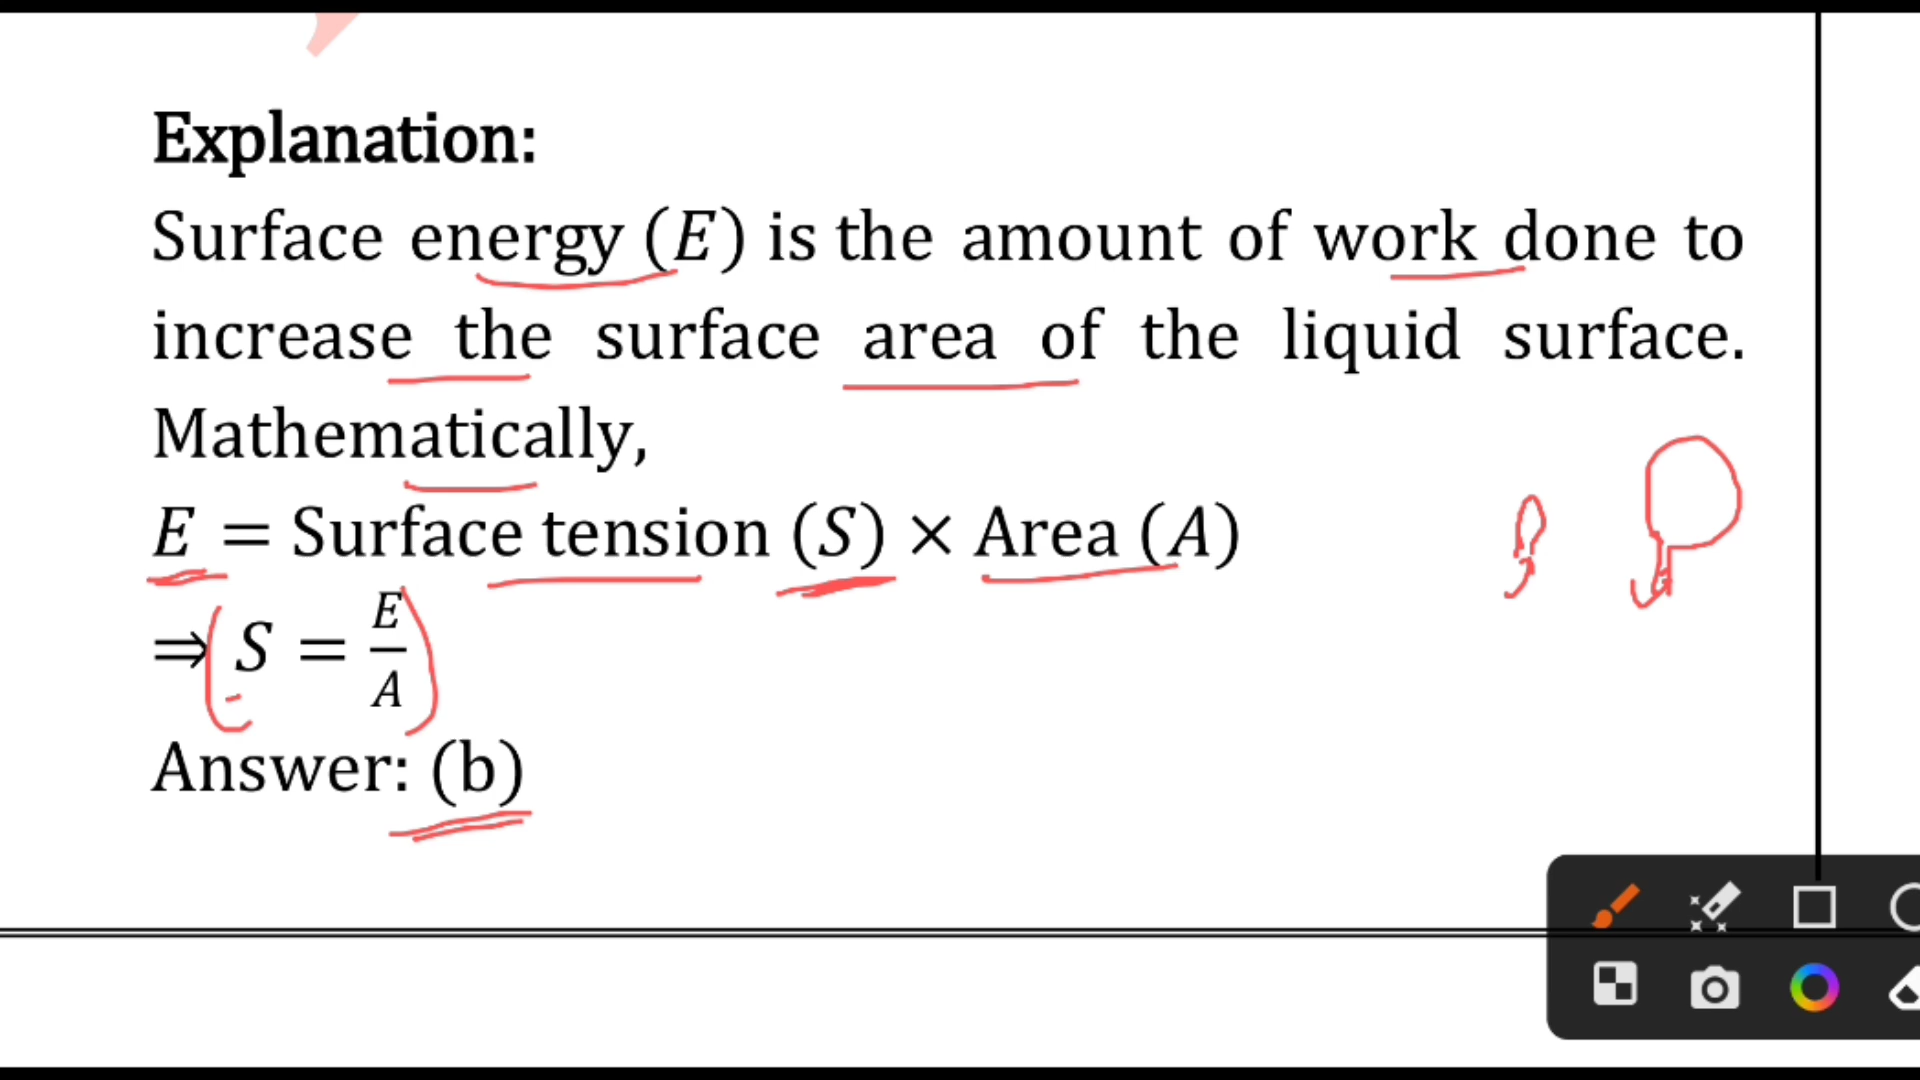 Explanation:
Surface energy (E) is the amount of work done to
increase the surface area of the liquid surface.
Mathematically,
E = Surface tension (S) × Area (A)
⇒ S = E/A
Answer: (b)